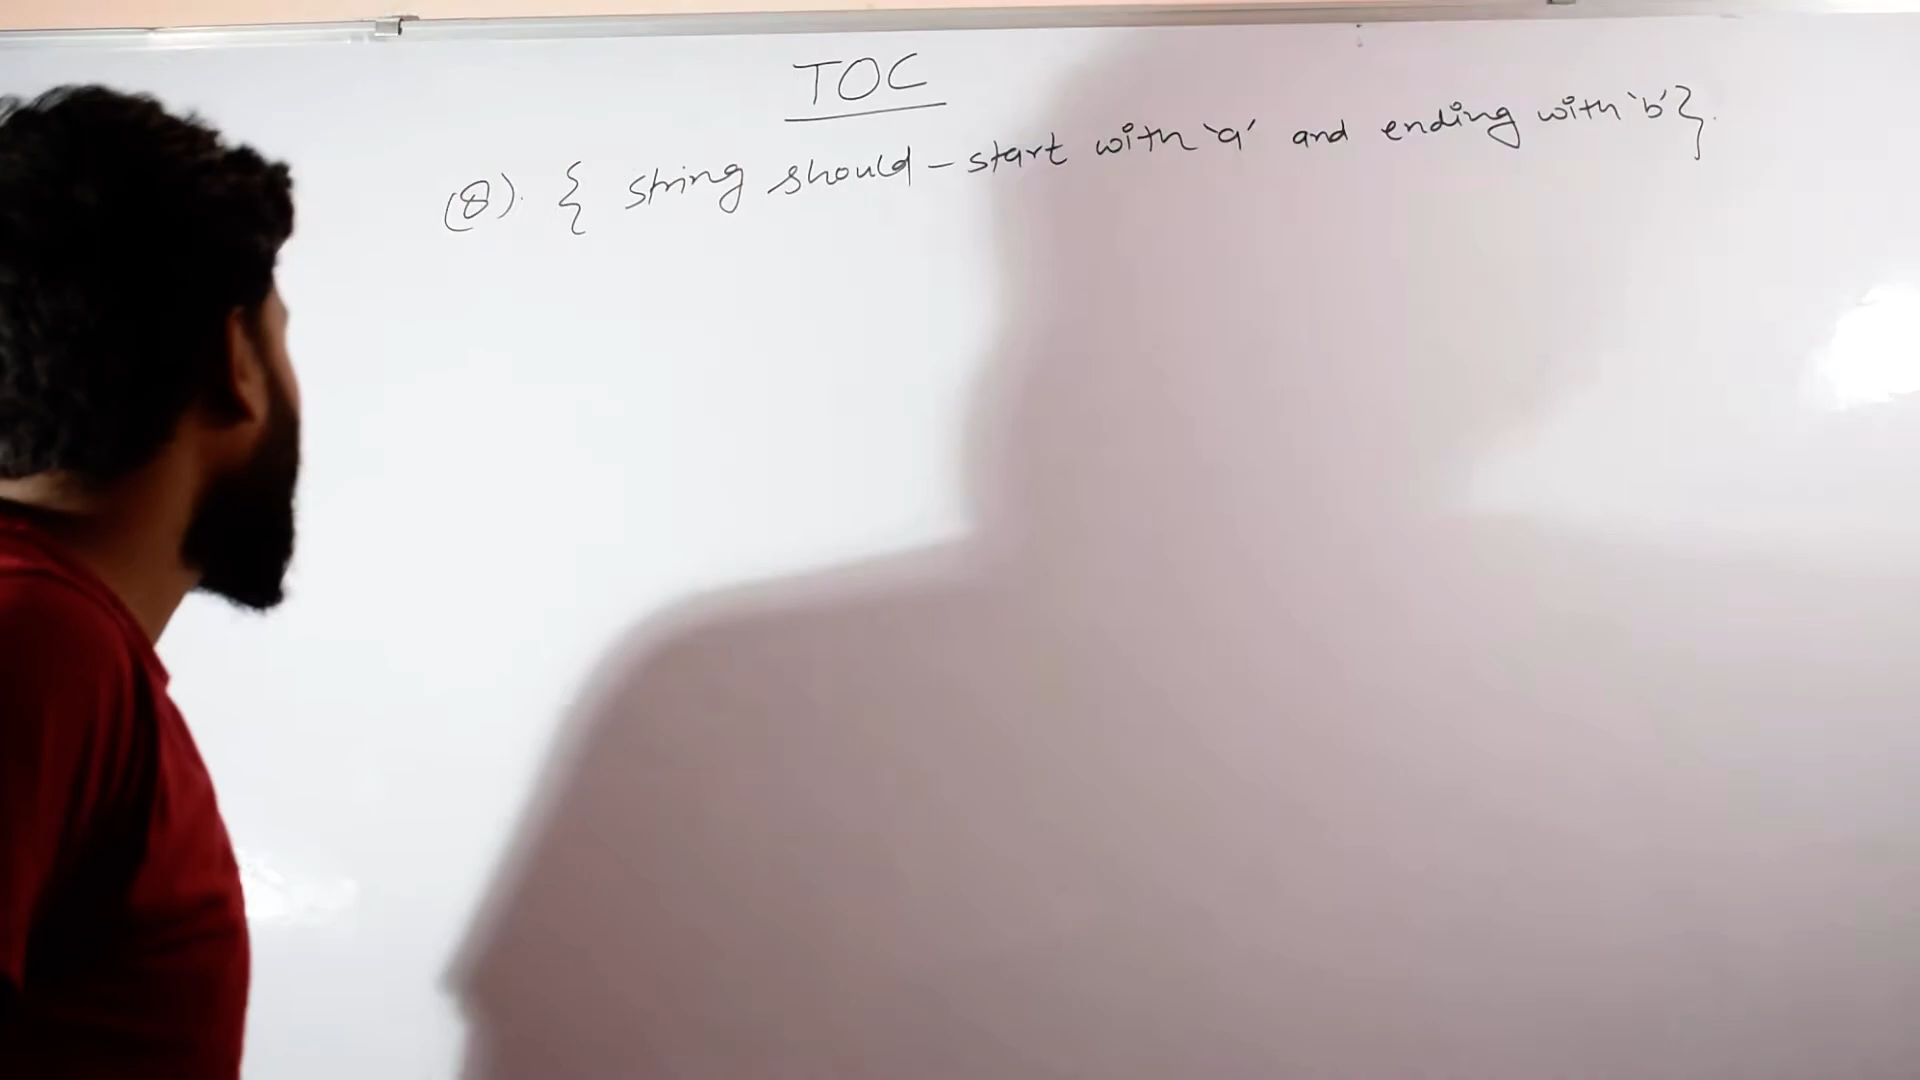 TOC
(8). { string should - start with 'a' and ending with 'b'}.